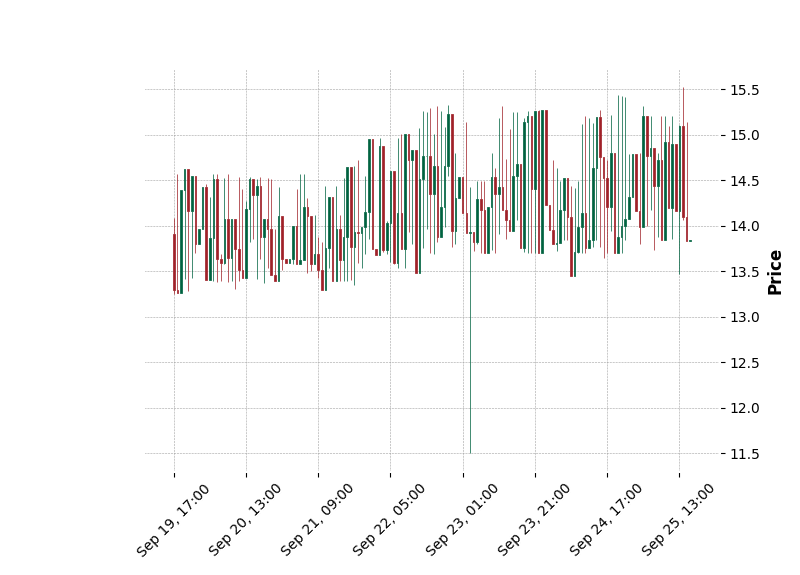 15.5
15.0
14.5
14.0
13.5
13.0
12.5
12.0
11.5
Price
Sep 19, 17:00
Sep 20, 13:00
Sep 21, 09:00
Sep 22, 05:00
Sep 23, 01:00
Sep 23, 21:00
Sep 24, 17:00
Sep 25, 13:00